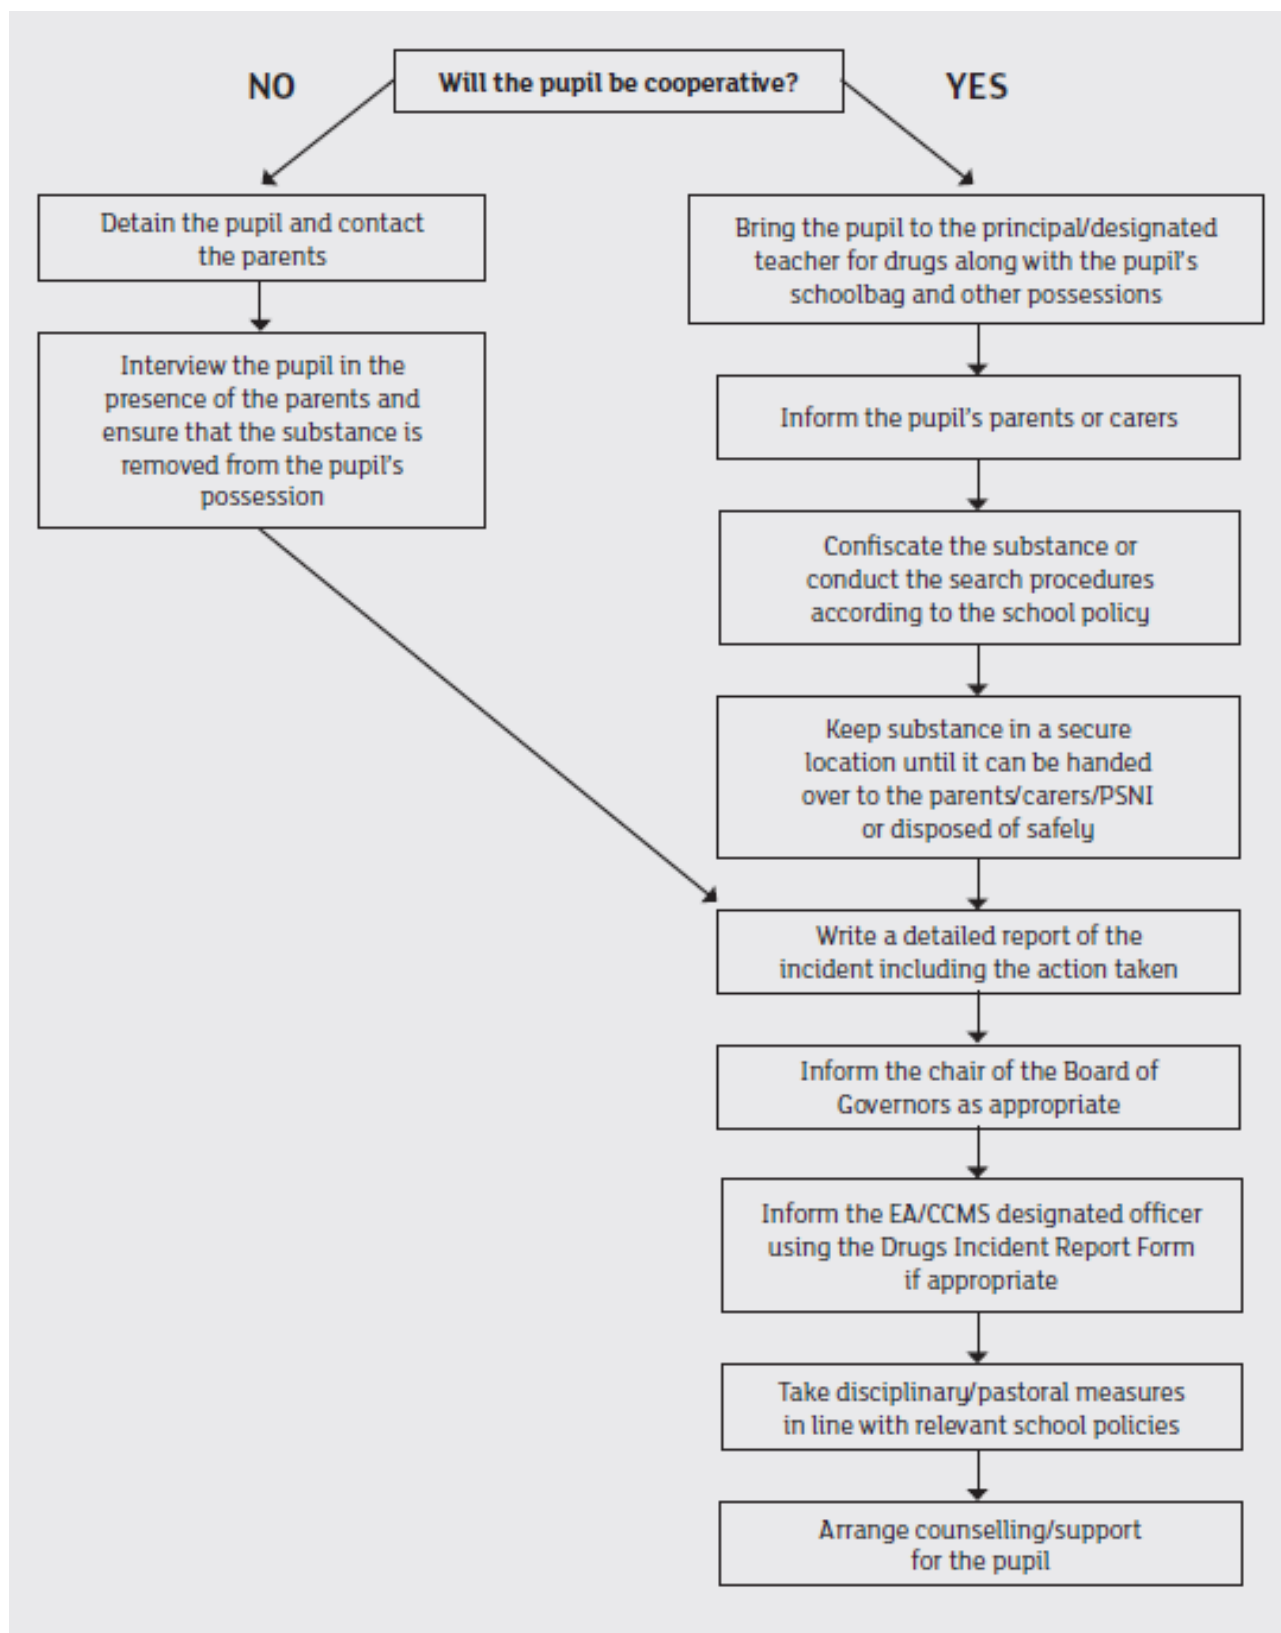 Will the pupil be cooperative?
NO
YES
Detain the pupil and contact
the parents
Interview the pupil in the
presence of the parents and
ensure that the substance is
removed from the pupil's
possession
Bring the pupil to the principal/designated
teacher for drugs along with the pupil's
schoolbag and other possessions
Inform the pupil's parents or carers
Confiscate the substance or
conduct the search procedures
according to the school policy
Keep substance in a secure
location until it can be handed
over to the parents/carers/PSNI
or disposed of safely
Write a detailed report of the
incident including the action taken
Inform the chair of the Board of
Governors as appropriate
Inform the EA/CCMS designated officer
using the Drugs Incident Report Form
if appropriate
Take disciplinary/pastoral measures
in line with relevant school policies
Arrange counselling/support
for the pupil